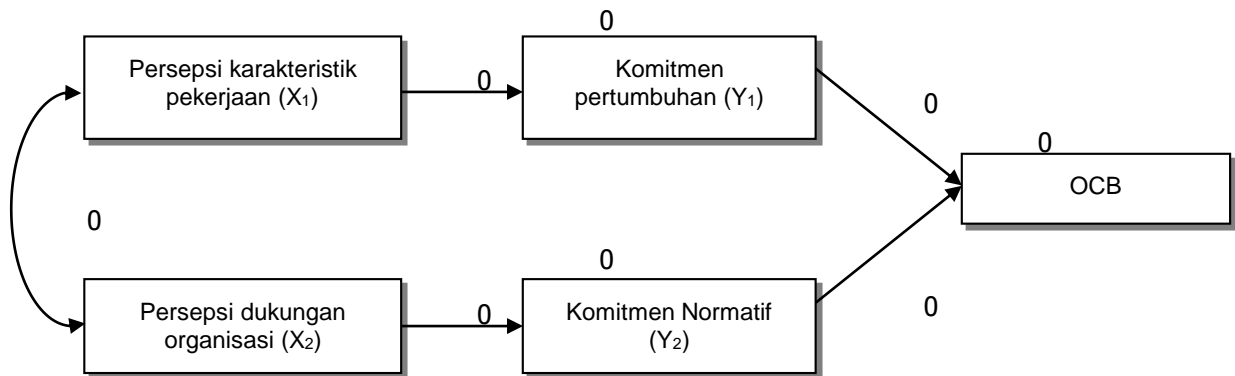 0
Persepsi karakteristik
pekerjaan (X₁)
0
Komitmen
pertumbuhan (Y₁)
0
0
OCB
0
0
Persepsi dukungan
organisasi (X₂)
0
Komitmen Normatif
(Y₂)
0